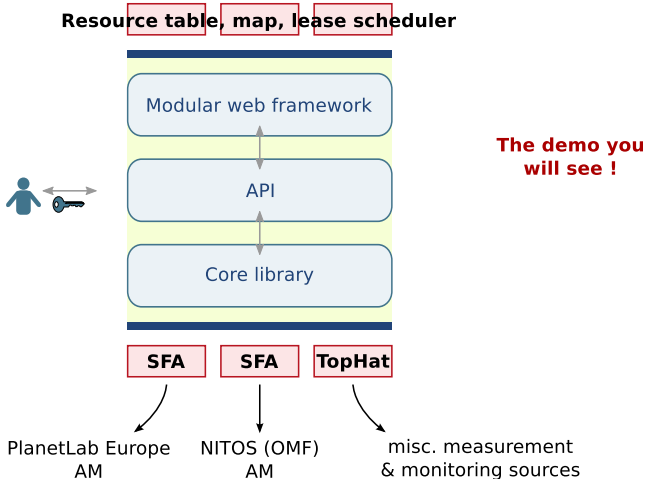 Resource table, map, lease scheduler
Modular web framework
The demo you
will see !
API
Core library
SFA
SFA
TopHat
PlanetLab Europe
AM
NITOS (OMF)
AM
misc. measurement
& monitoring sources